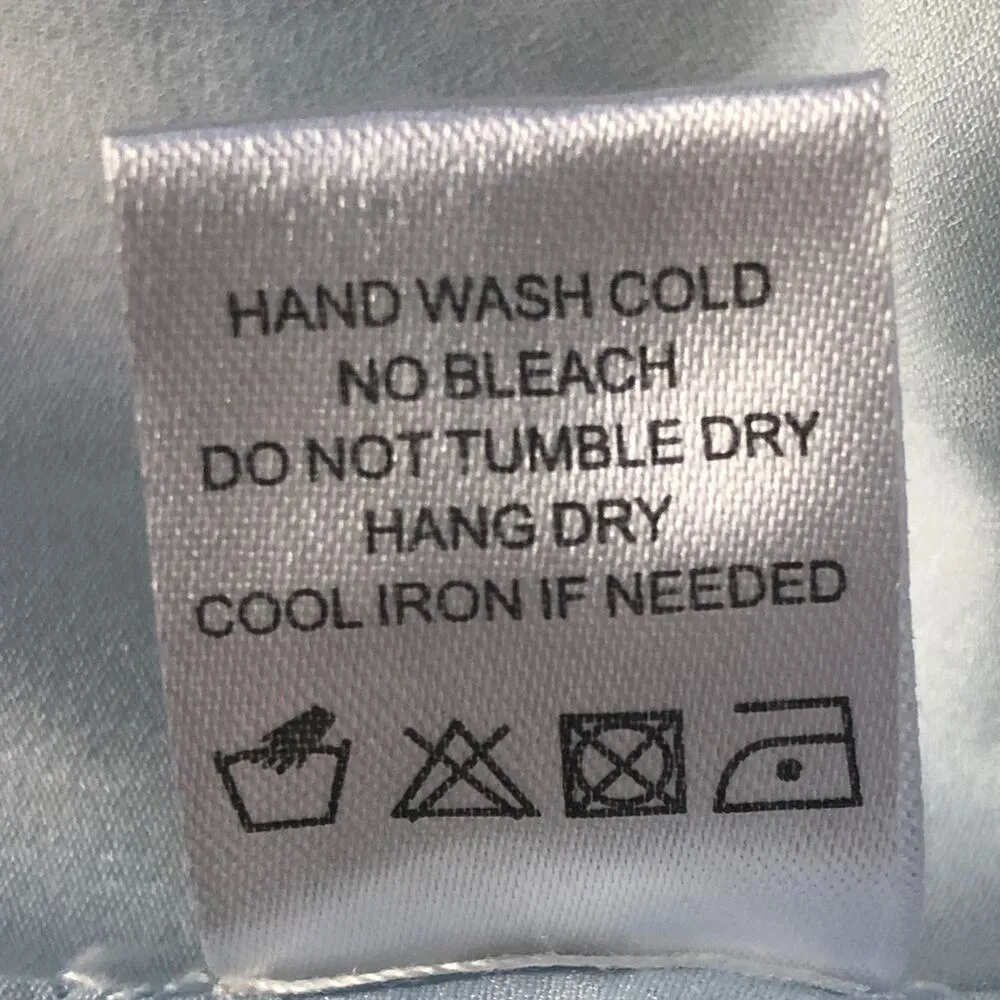 HAND WASH COLD
NO BLEACH
DO NOT TUMBLE DRY
HANG DRY
COOL IRON IF NEEDED